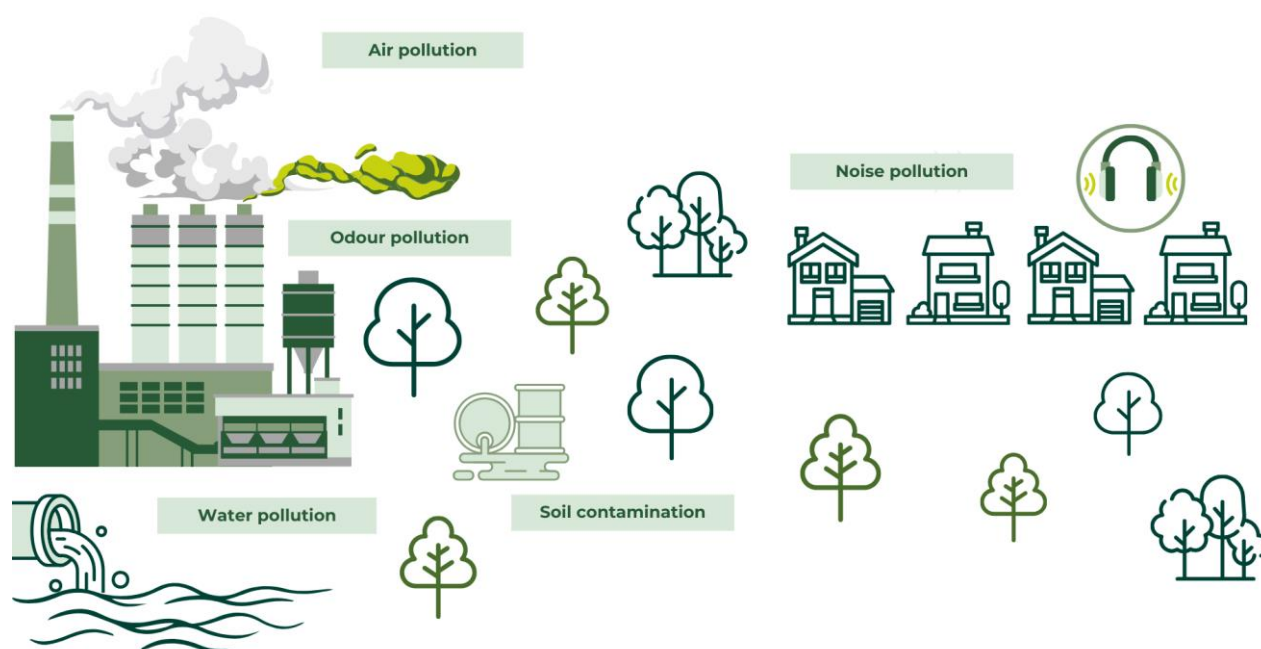 Air pollution
Noise pollution
Odour pollution
Water pollution
Soil contamination